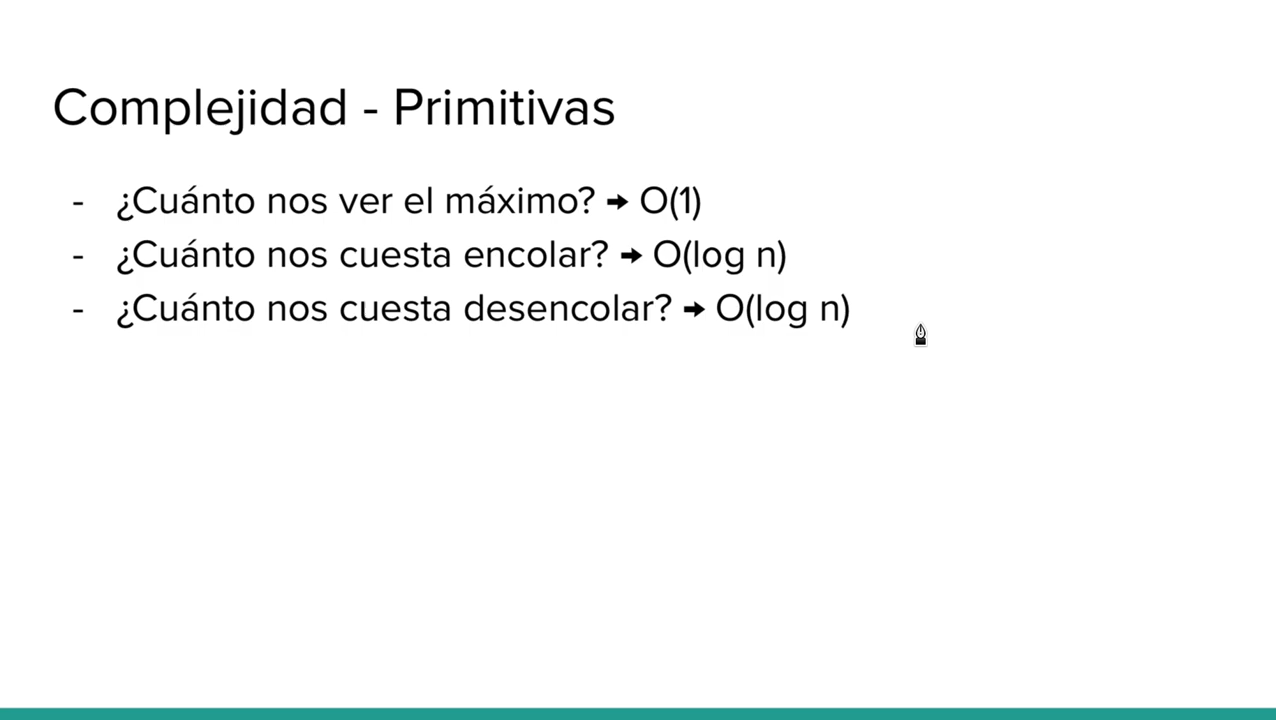 Complejidad - Primitivas
- ¿Cuánto nos ver el máximo? → O(1)
- ¿Cuánto nos cuesta encolar? → O(log n)
- ¿Cuánto nos cuesta desencolar? → O(log n)